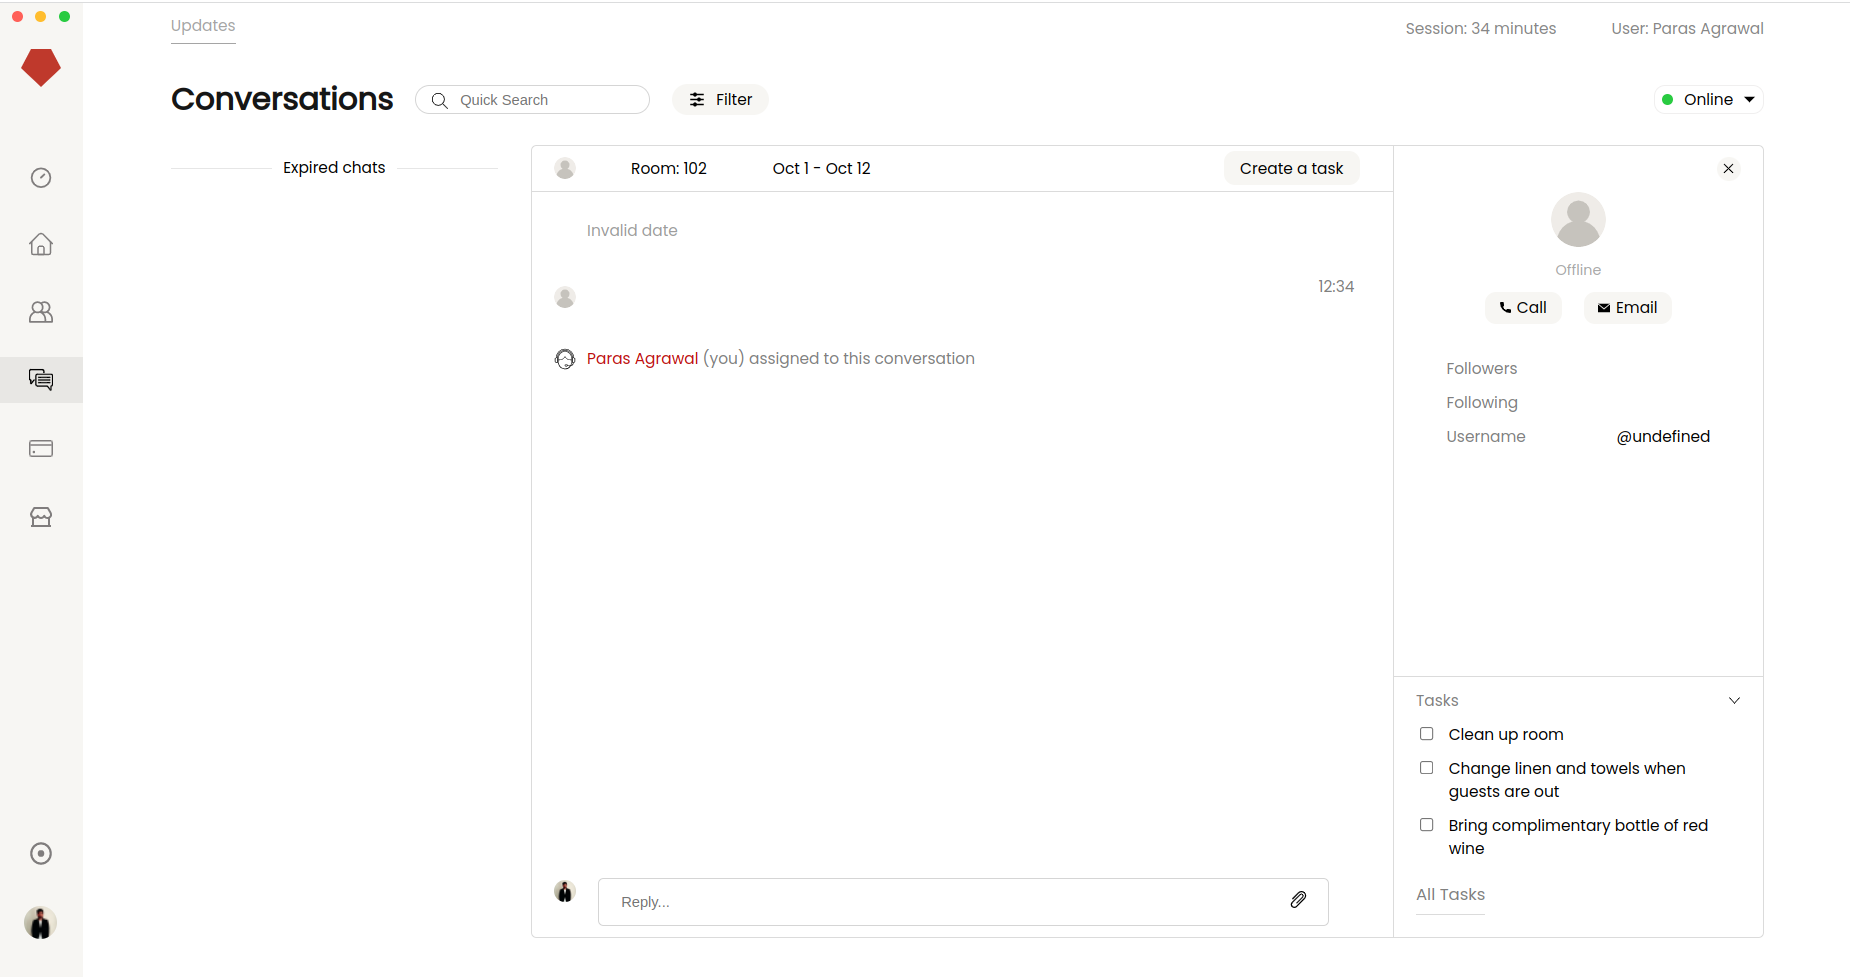 Updates
Session: 34 minutes
User: Paras Agrawal
Conversations
Quick Search
Filter
Online
Expired chats
Room: 102
Oct 1 - Oct 12
Create a task
Invalid date
12:34
Paras Agrawal (you) assigned to this conversation
Reply...
Offline
Call
Email
Followers
Following
Username
@undefined
Tasks
Clean up room
Change linen and towels when
guests are out
Bring complimentary bottle of red
wine
All Tasks